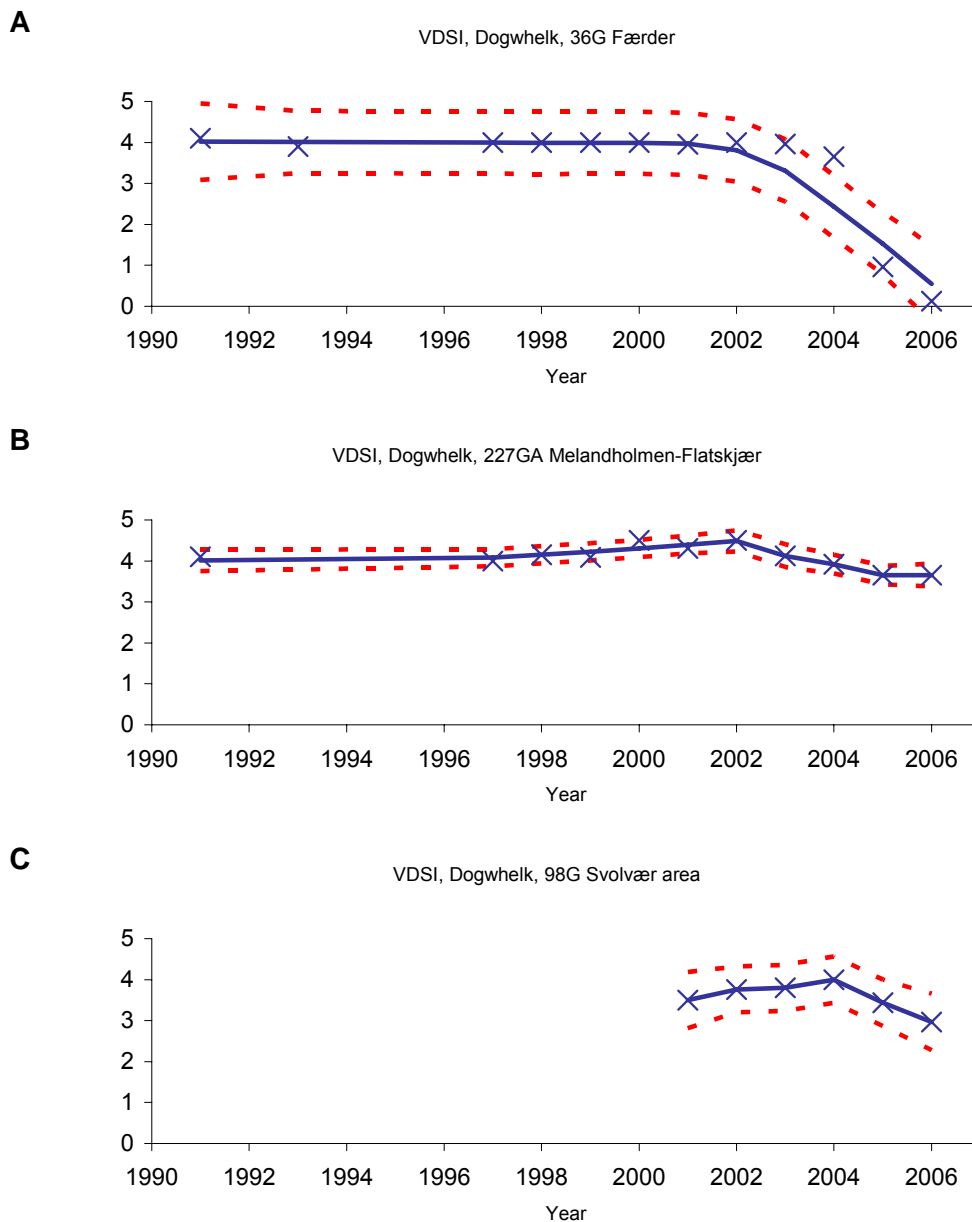 A
VDSI, Dogwhelk, 36G Færder
5
4
3
2
1
0
1990 1992 1994 1996 1998 2000 2002 2004 2006
Year
B
VDSI, Dogwhelk, 227GA Melandholmen-Flatskjær
5
4
3
2
1
0
1990 1992 1994 1996 1998 2000 2002 2004 2006
Year
C
VDSI, Dogwhelk, 98G Svolvær area
5
4
3
2
1
0
1990 1992 1994 1996 1998 2000 2002 2004 2006
Year